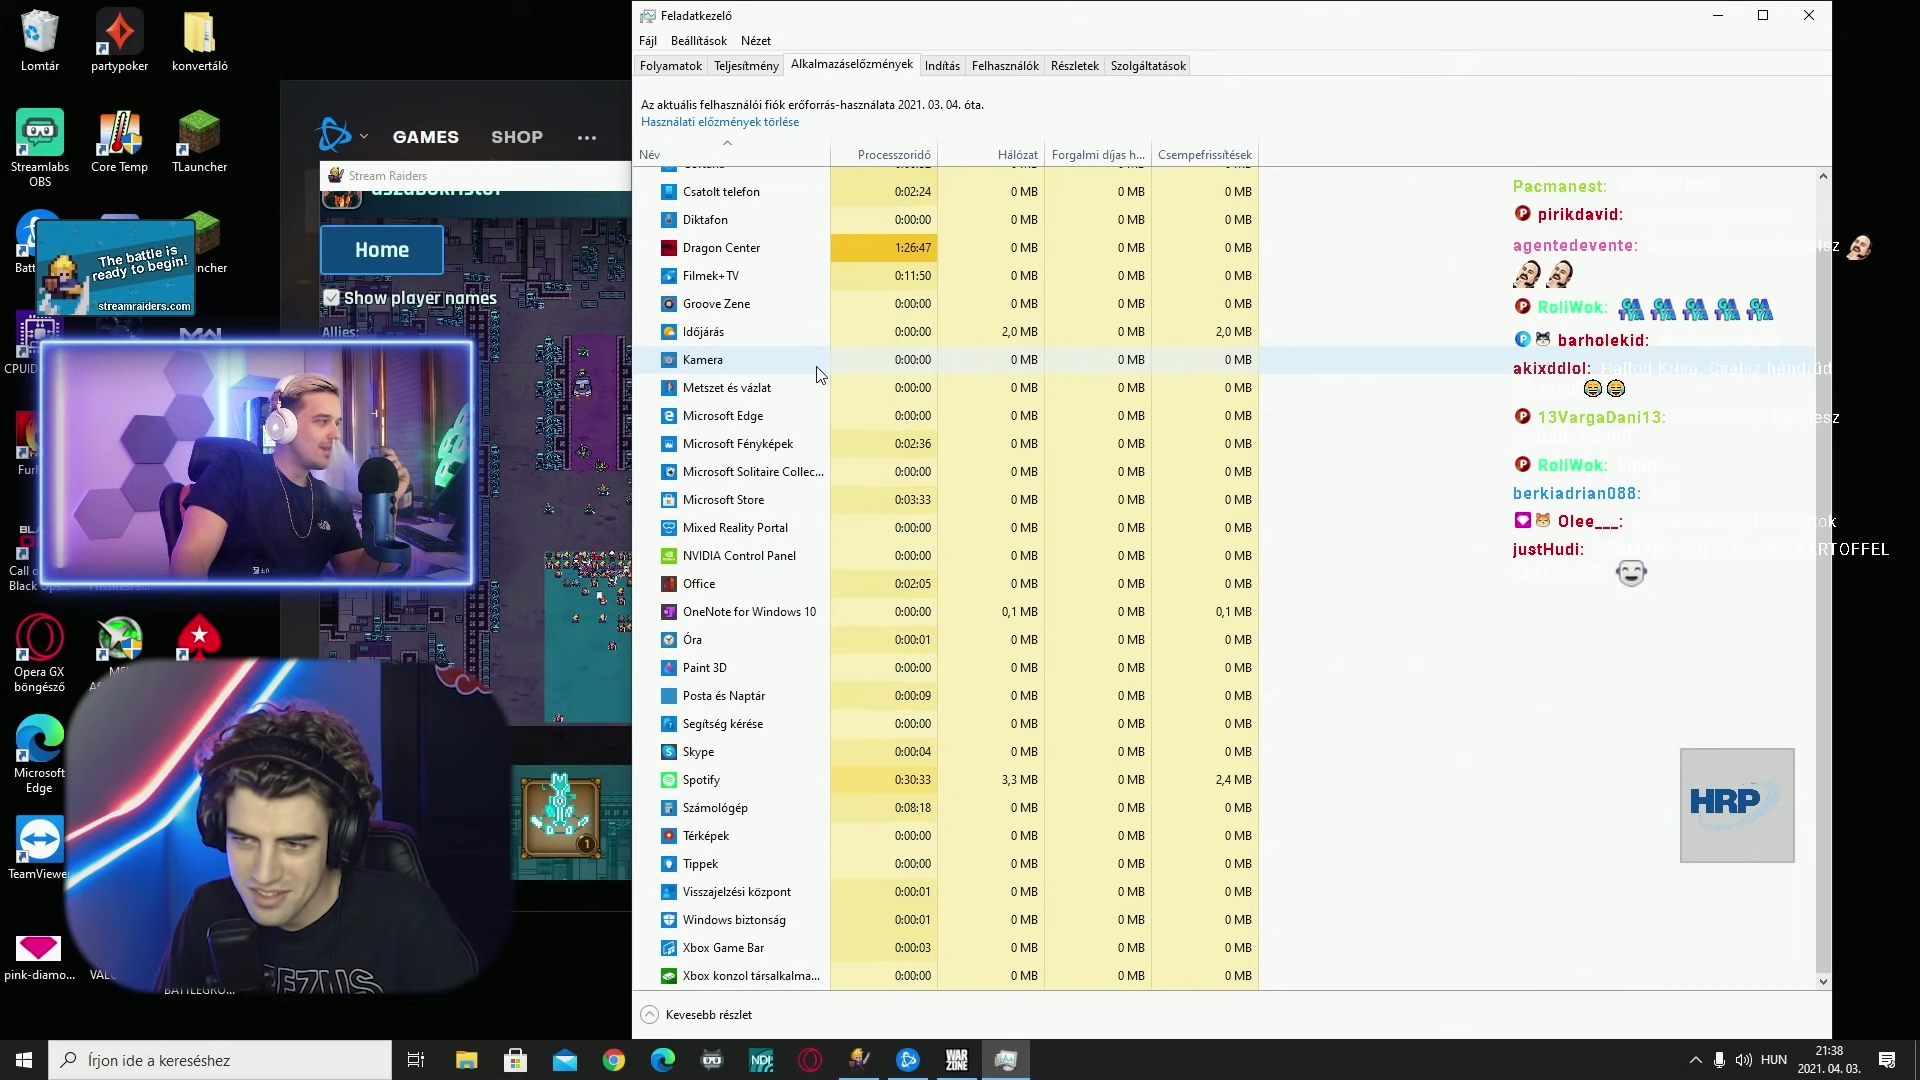 Lomtár
partypoker
konvertáló
Streamlabs
OBS
Core Temp
TLauncher
The battle is
ready to begin!
streamraiders.com
CPUID
Opera GX
böngésző
Microsoft
Edge
TeamViewer
pink-diamo...
GAMES
SHOP
Stream Raiders
Home
Show player names
Allies:
1
Feladatkezelő
Fájl Beállítások Nézet
Folyamatok Teljesítmény Alkalmazáselőzmények Indítás Felhasználók Részletek Szolgáltatások
Az aktuális felhasználói fiók erőforrás-használata 2021. 03. 04. óta.
Használati előzmények törlése
Név Processzoridő Hálózat Forgalmi díjas h... Csempefrissítések
Csatolt telefon 0:02:24 0 MB 0 MB 0 MB
Diktafon 0:00:00 0 MB 0 MB 0 MB
Dragon Center 1:26:47 0 MB 0 MB 0 MB
Filmek+TV 0:11:50 0 MB 0 MB 0 MB
Groove Zene 0:00:00 0 MB 0 MB 0 MB
Időjárás 0:00:00 2,0 MB 0 MB 2,0 MB
Kamera 0:00:00 0 MB 0 MB 0 MB
Metszet és vázlat 0:00:00 0 MB 0 MB 0 MB
Microsoft Edge 0:00:00 0 MB 0 MB 0 MB
Microsoft Fényképek 0:02:36 0 MB 0 MB 0 MB
Microsoft Solitaire Collec... 0:00:00 0 MB 0 MB 0 MB
Microsoft Store 0:03:33 0 MB 0 MB 0 MB
Mixed Reality Portal 0:00:00 0 MB 0 MB 0 MB
NVIDIA Control Panel 0:00:00 0 MB 0 MB 0 MB
Office 0:02:05 0 MB 0 MB 0 MB
OneNote for Windows 10 0:00:00 0,1 MB 0 MB 0,1 MB
Óra 0:00:01 0 MB 0 MB 0 MB
Paint 3D 0:00:00 0 MB 0 MB 0 MB
Posta és Naptár 0:00:09 0 MB 0 MB 0 MB
Segítség kérése 0:00:00 0 MB 0 MB 0 MB
Skype 0:00:04 0 MB 0 MB 0 MB
Spotify 0:30:33 3,3 MB 0 MB 2,4 MB
Számológép 0:08:18 0 MB 0 MB 0 MB
Térképek 0:00:00 0 MB 0 MB 0 MB
Tippek 0:00:00 0 MB 0 MB 0 MB
Visszajelzési központ 0:00:01 0 MB 0 MB 0 MB
Windows biztonság 0:00:01 0 MB 0 MB 0 MB
Xbox Game Bar 0:00:03 0 MB 0 MB 0 MB
Xbox konzol társalkalma... 0:00:00 0 MB 0 MB 0 MB
Kevesebb részlet
Pacmanest:
pirikdavid:
agentedevente:
RoliWok:
barholekid:
akixddlol: Hallod Krisa, Csalsz
13VargaDani13:
RoliWok:
berkiadrian088:
Olee___:
justHudi:
HRP
Írjon ide a kereséshez
NDI
WAR
ZONE
HUN
21:38
2021. 04. 03.